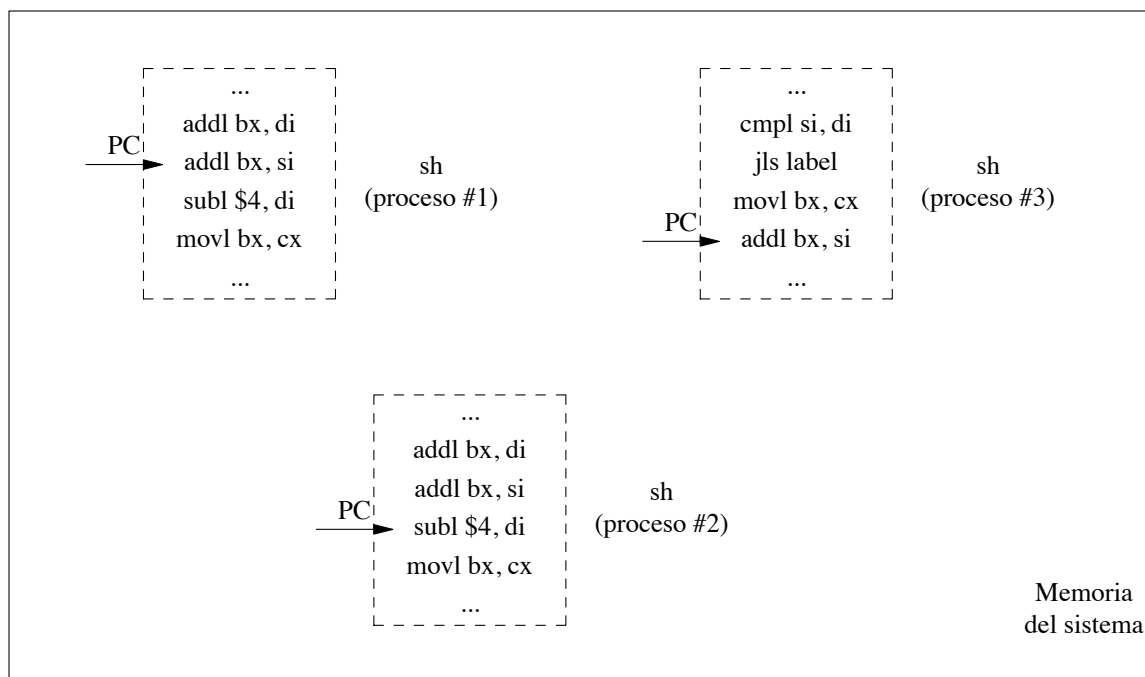 ...
addl bx, di
PC
addl bx, si
subl $4, di
movl bx, cx
...
sh
(proceso #1)
...
cmpl si, di
jls label
movl bx, cx
PC
addl bx, si
...
sh
(proceso #3)
...
addl bx, di
addl bx, si
PC
subl $4, di
movl bx, cx
...
sh
(proceso #2)
Memoria
del sistema